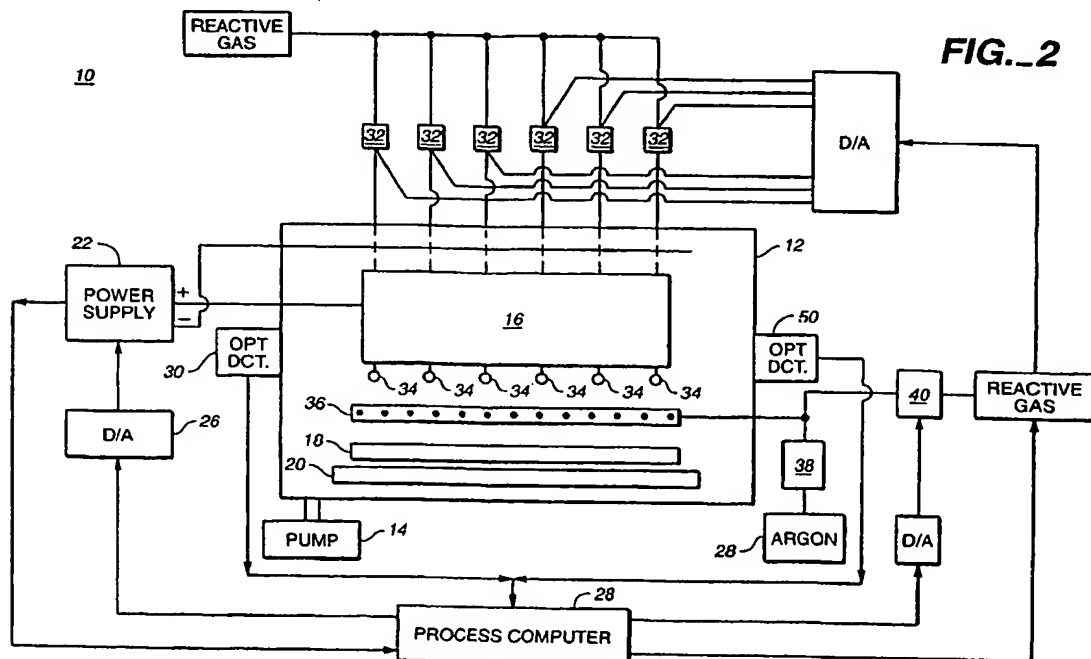 REACTIVE
GAS
FIG._2
10
32 32 32 32 32 32
D/A
22
12
POWER
SUPPLY
+
-
16
50
OPT
DCT.
30
OPT
DCT.
34 34 34 34 34 34
36
40
REACTIVE
GAS
D/A
26
18
38
20
PUMP
14
28
ARGON
D/A
28
PROCESS COMPUTER